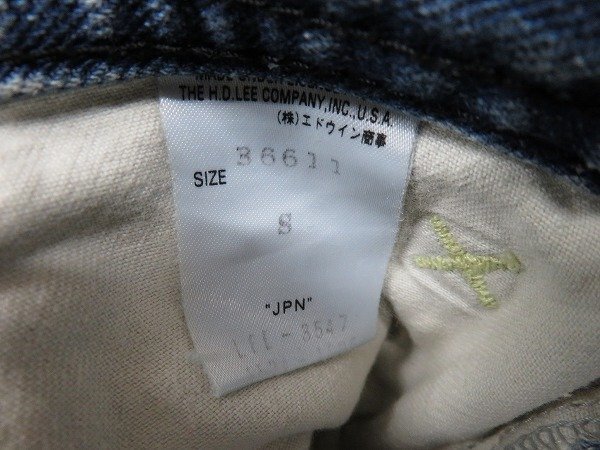 THE H.D.LEE COMPANY,INC.,U.S.A.
(株)エドウイン商事
36611
SIZE
S
"JPN"